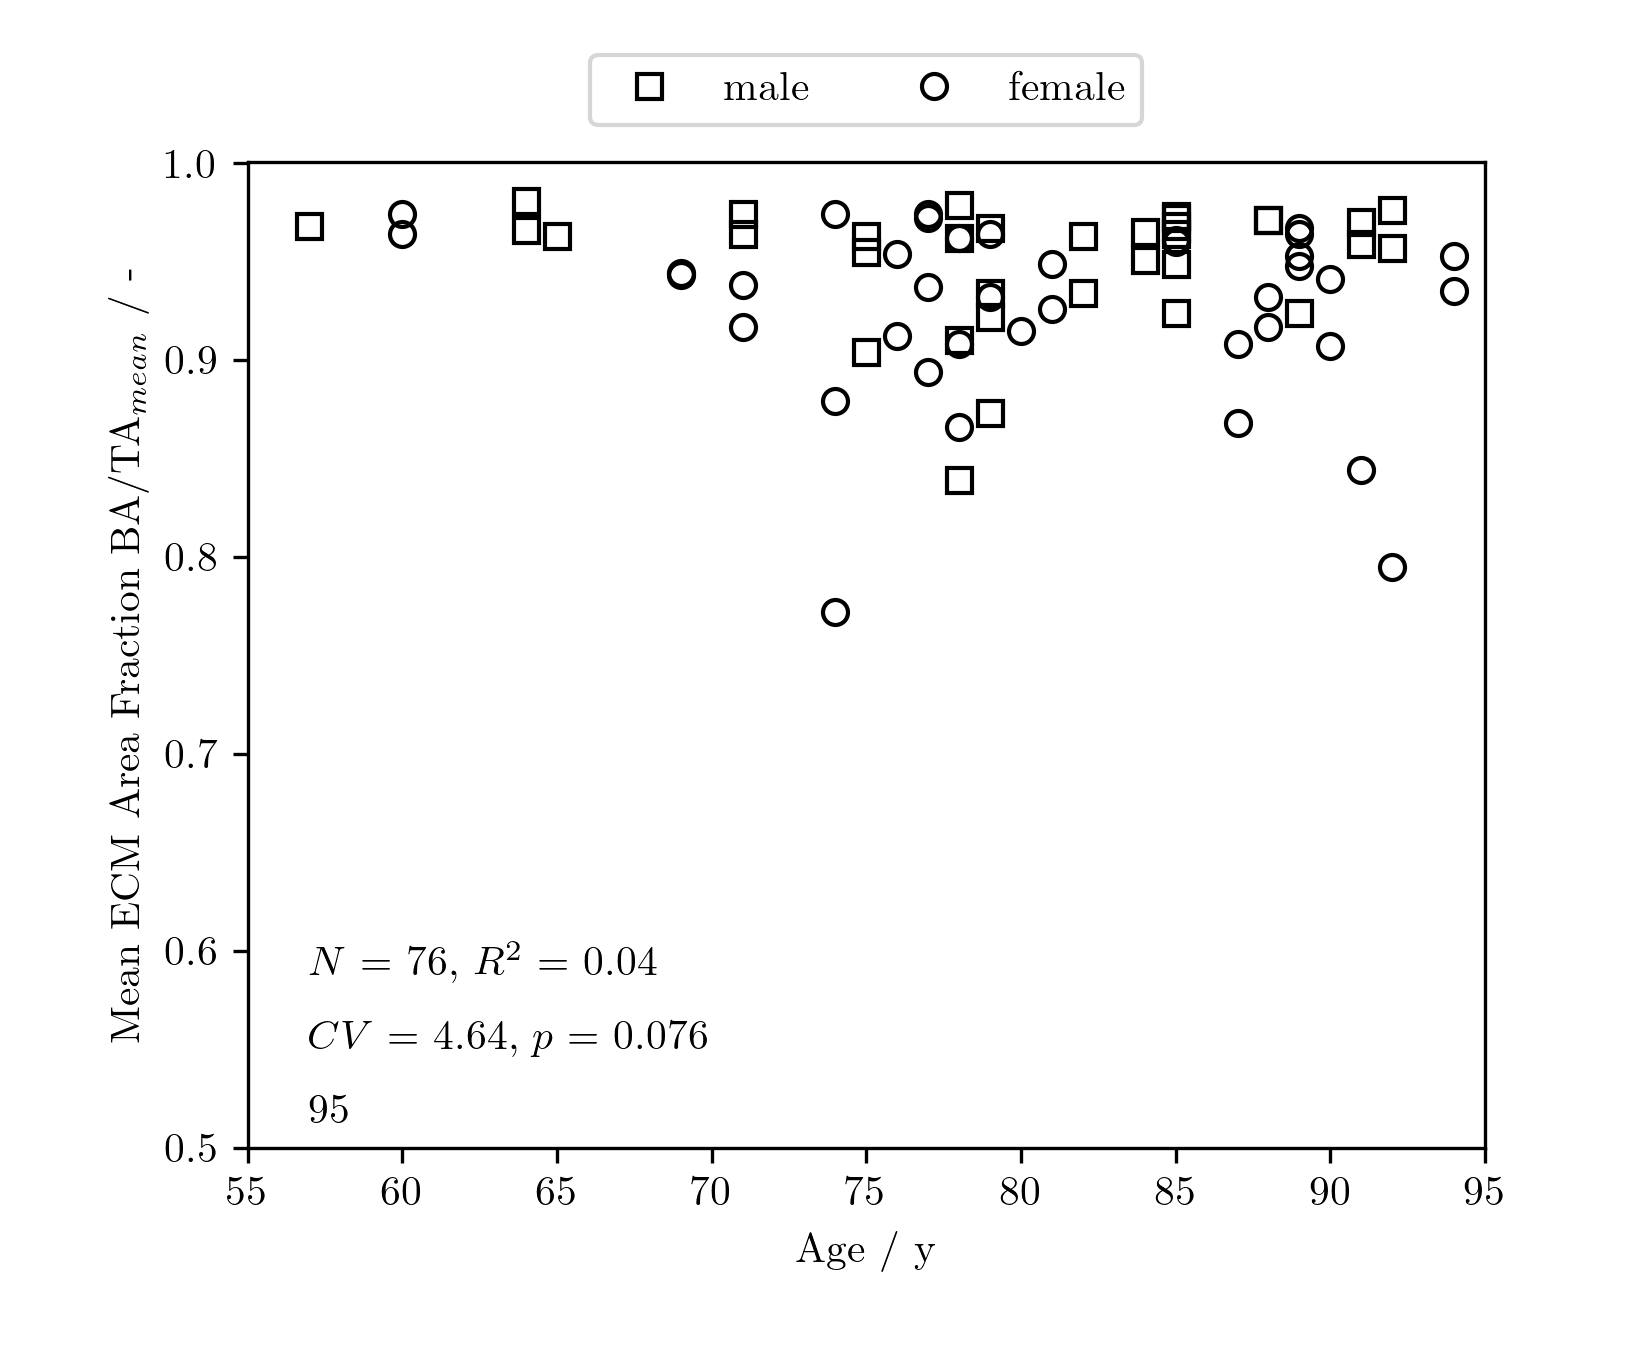 male female
1.0
0.9
0.8
0.7
0.6
0.5
Mean ECM Area Fraction BA/TA_mean / -
N = 76, R² = 0.04
CV = 4.64, p = 0.076
95
55 60 65 70 75 80 85 90 95
Age / y